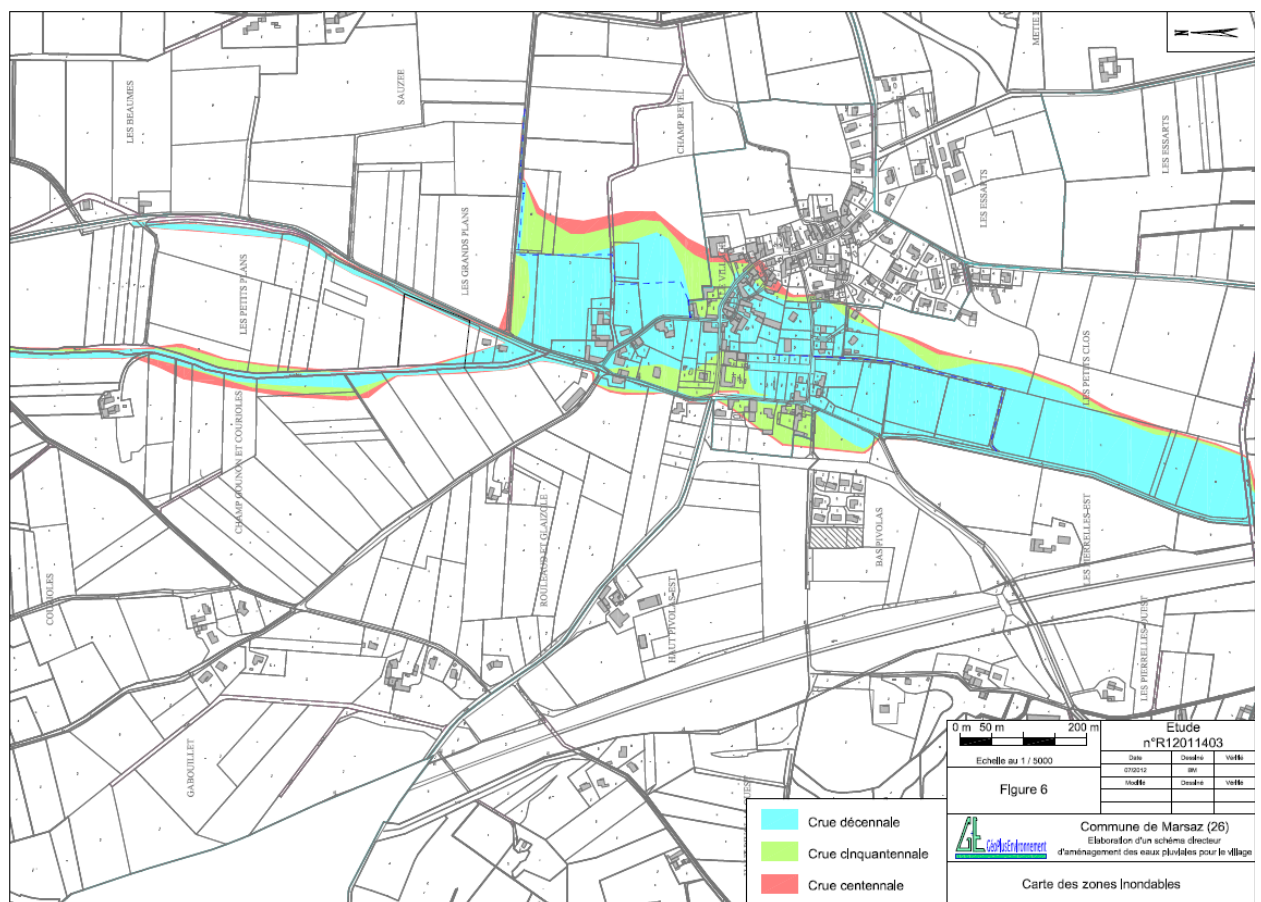 N
LES BEAUMES
SAUZEE
CHAMP REVEL
LES ESSARTS
LES ESSARTS
LES GRANDS PLANS
LES PETITS PLANS
LES PETITS CLOS
CHAMP GOUNON ET COURIOLES
COURIOLES
ROULEAUD ET GLAIZOLE
HAUT PIVOLAS-EST
BAS PIVOLAS
LES PIERRELLES-EST
LES PIERRELLES-OUEST
GABOUILLET
Crue décennale
Crue cinquantennale
Crue centennale
0 m 50 m 200 m
Echelle au 1 / 5000
Figure 6
Etude
n°R12011403
Date Dessiné Vérifié
07/2012 BM
Modifié Dessiné Vérifié
GéoPlusEnvironnement
Commune de Marsaz (26)
Elaboration d'un schéma directeur
d'aménagement des eaux pluviales pour le village
Carte des zones Inondables